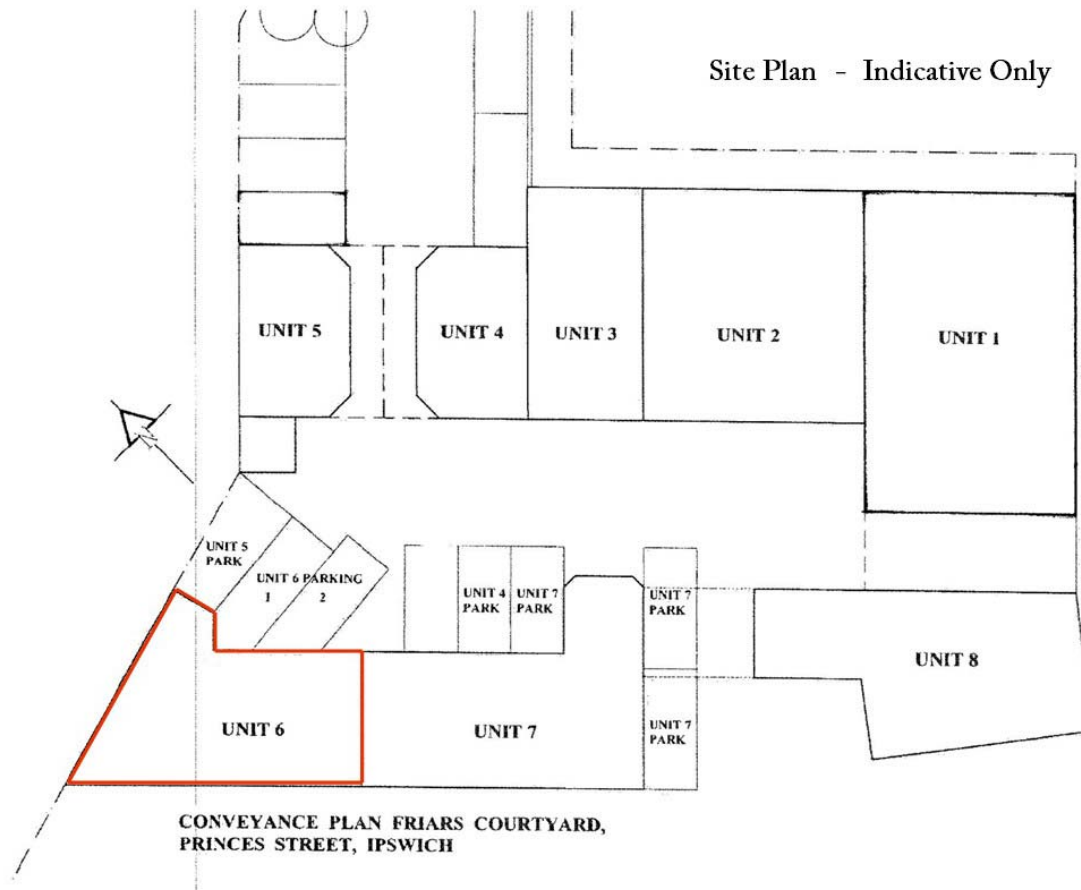 Site Plan - Indicative Only
UNIT 5
UNIT 4
UNIT 3
UNIT 2
UNIT 1
N
UNIT 5
PARK
UNIT 6 PARKING
1 2
UNIT 4
PARK
UNIT 7
PARK
UNIT 7
PARK
UNIT 8
UNIT 6
UNIT 7
UNIT 7
PARK
CONVEYANCE PLAN FRIARS COURTYARD,
PRINCES STREET, IPSWICH